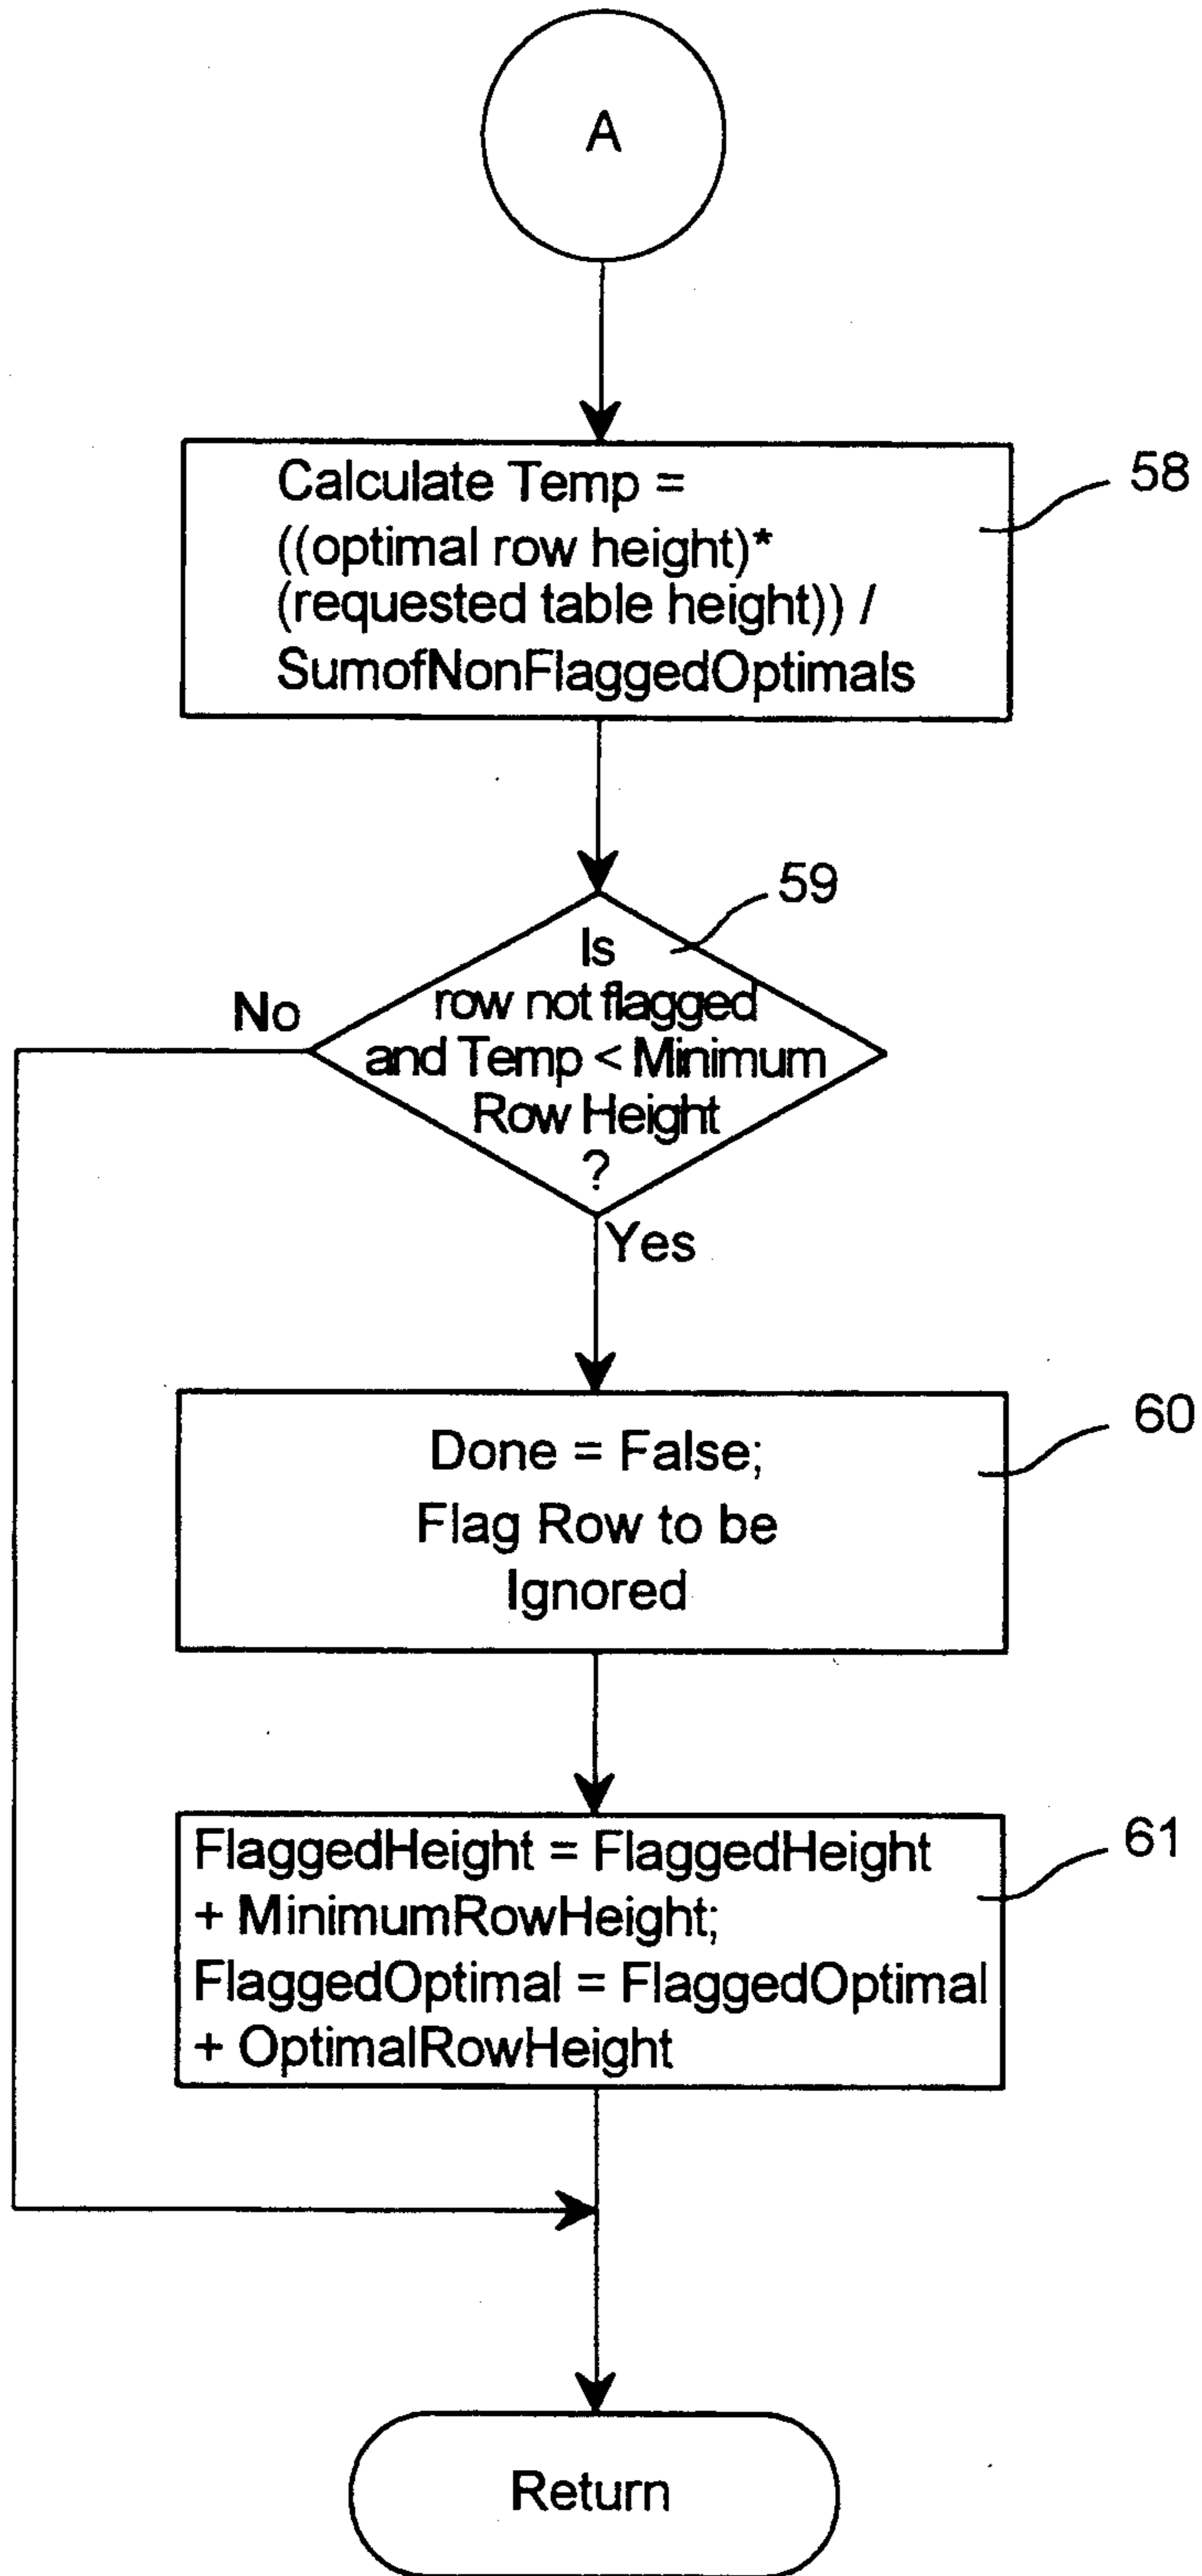 A
Calculate Temp =
((optimal row height)*
(requested table height)) /
SumofNonFlaggedOptimals
58
59
Is
row not flagged
and Temp < Minimum
Row Height
?
No
Yes
Done = False;
Flag Row to be
Ignored
60
FlaggedHeight = FlaggedHeight
+ MinimumRowHeight;
FlaggedOptimal = FlaggedOptimal
+ OptimalRowHeight
61
Return